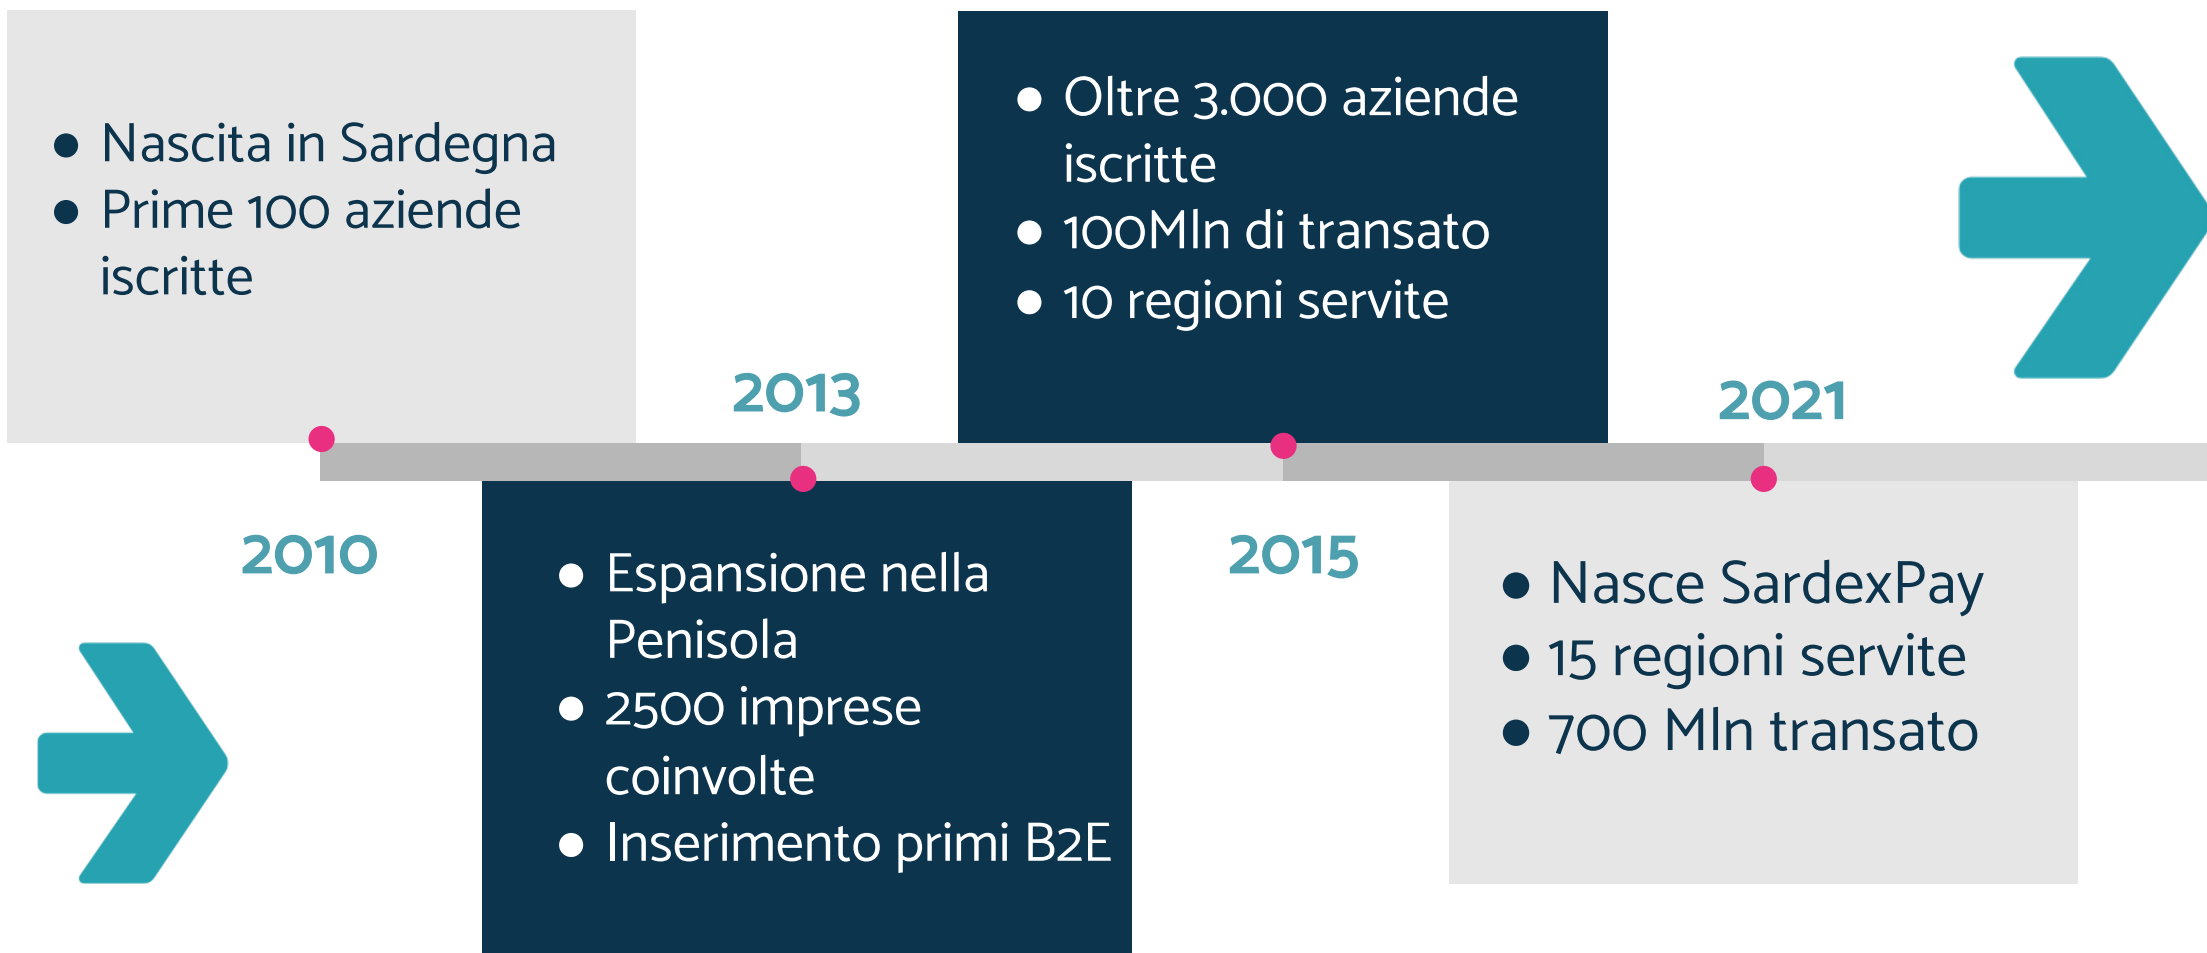 ● Nascita in Sardegna
● Prime 100 aziende
iscritte
2010
2013
● Espansione nella
Penisola
● 2500 imprese
coinvolte
● Inserimento primi B2E
● Oltre 3.000 aziende
iscritte
● 100Mln di transato
● 10 regioni servite
2015
2021
● Nasce SardexPay
● 15 regioni servite
● 700 Mln transato